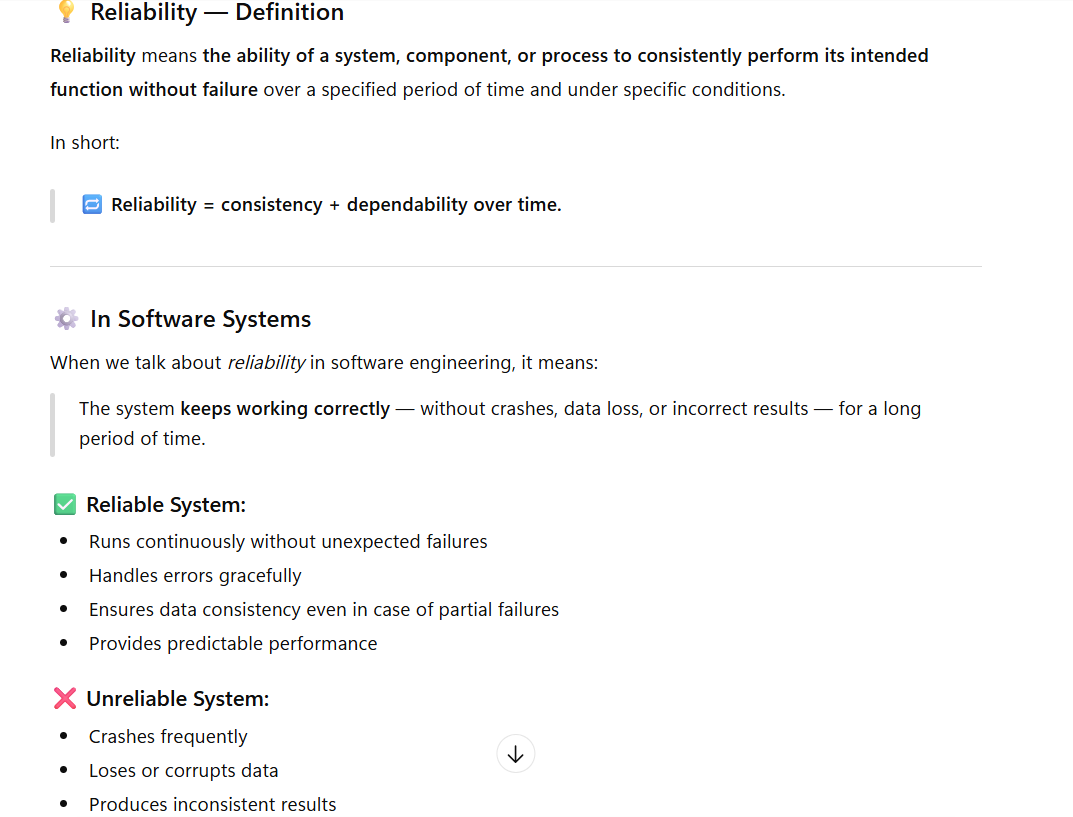 💡 Reliability — Definition
Reliability means the ability of a system, component, or process to consistently perform its intended
function without failure over a specified period of time and under specific conditions.
In short:
🔁 Reliability = consistency + dependability over time.
⚙️ In Software Systems
When we talk about reliability in software engineering, it means:
The system keeps working correctly — without crashes, data loss, or incorrect results — for a long
period of time.
✅ Reliable System:
• Runs continuously without unexpected failures
• Handles errors gracefully
• Ensures data consistency even in case of partial failures
• Provides predictable performance
❌ Unreliable System:
• Crashes frequently
• Loses or corrupts data
• Produces inconsistent results